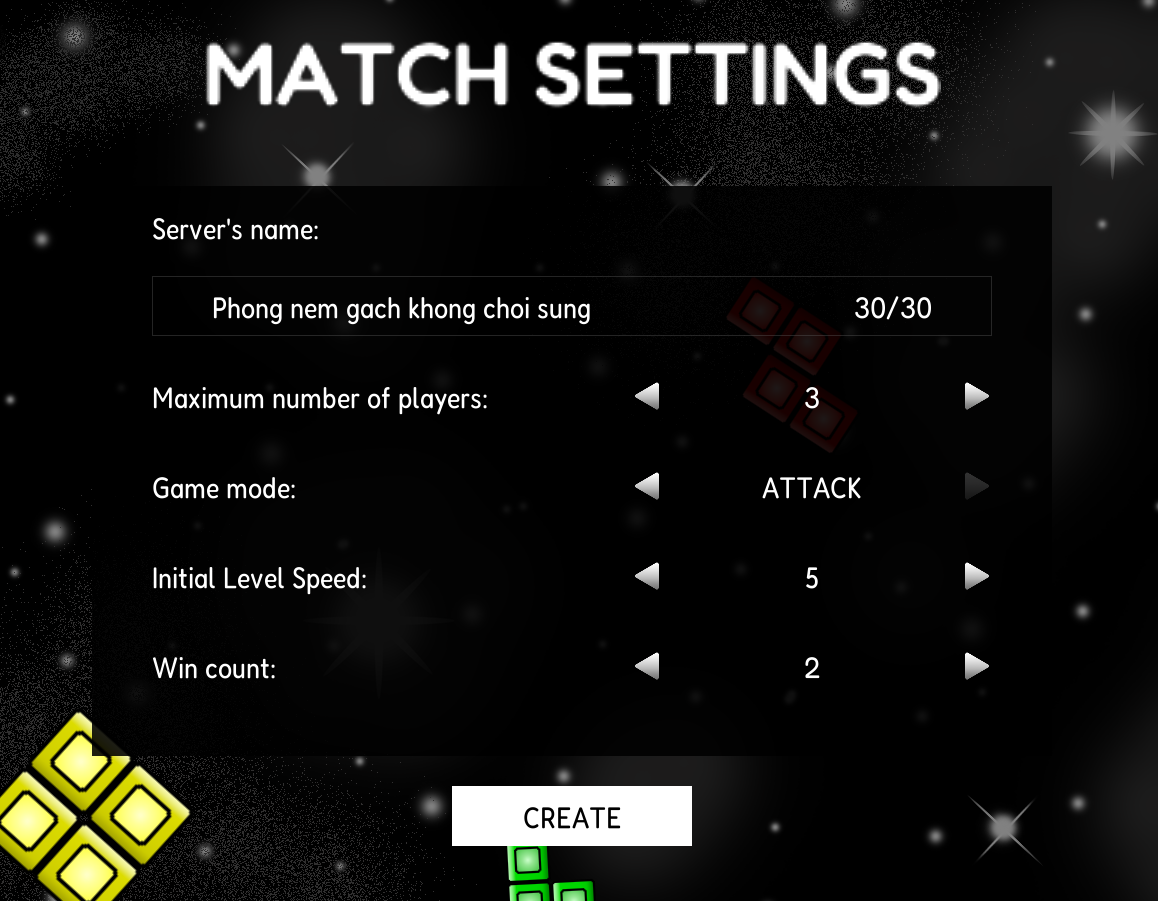 MATCH SETTINGS
Server's name:
Phong nem gach khong choi sung 30/30
Maximum number of players: 3
Game mode: ATTACK
Initial Level Speed: 5
Win count: 2
CREATE